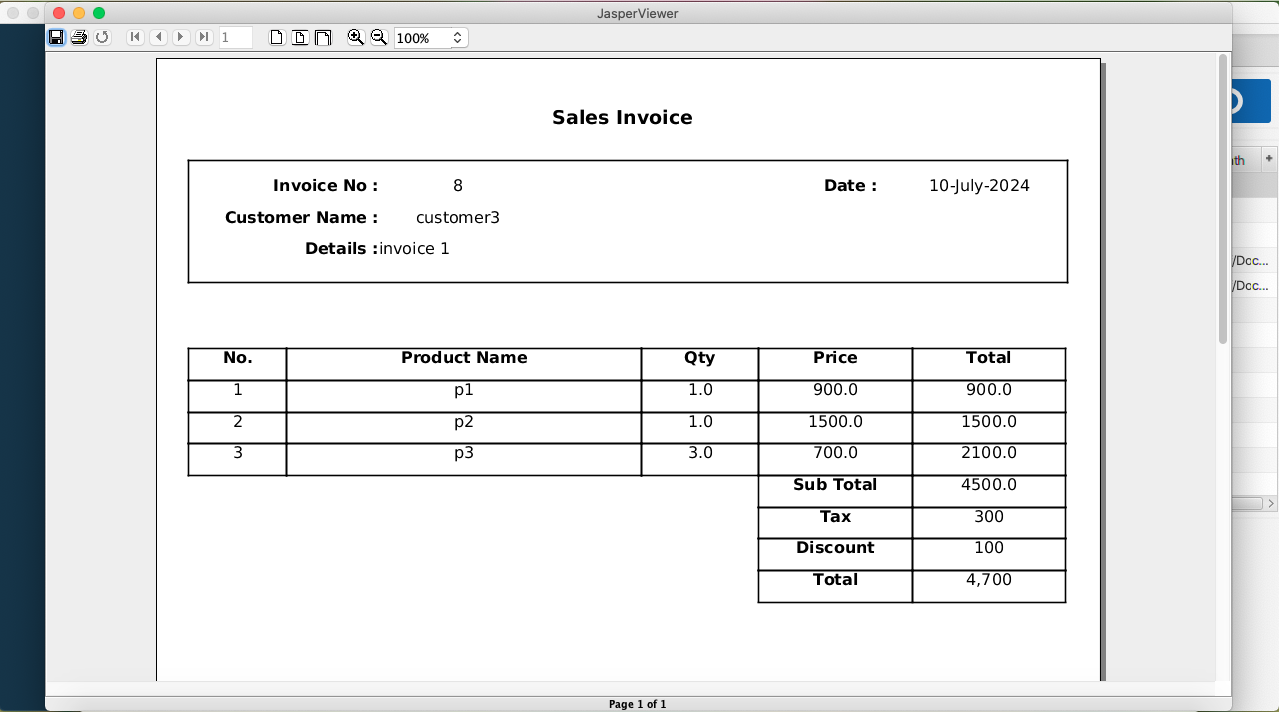 JasperViewer
1 100%
Sales Invoice
Invoice No : 8 Date : 10-July-2024
Customer Name : customer3
Details : invoice 1
No. Product Name Qty Price Total
1 p1 1.0 900.0 900.0
2 p2 1.0 1500.0 1500.0
3 p3 3.0 700.0 2100.0
Sub Total 4500.0
Tax 300
Discount 100
Total 4,700
th +
/Doc...
/Doc...
Page 1 of 1